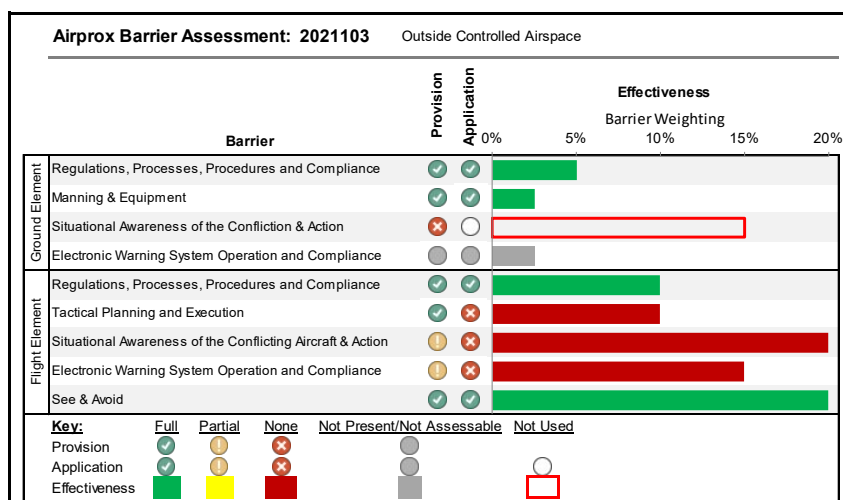 Airprox Barrier Assessment: 2021103 Outside Controlled Airspace
Barrier
Provision
Application
Effectiveness
Barrier Weighting
0% 5% 10% 15% 20%
Ground Element
Regulations, Processes, Procedures and Compliance
Manning & Equipment
Situational Awareness of the Confliction & Action
Electronic Warning System Operation and Compliance
Flight Element
Regulations, Processes, Procedures and Compliance
Tactical Planning and Execution
Situational Awareness of the Conflicting Aircraft & Action
Electronic Warning System Operation and Compliance
See & Avoid
Key: Full Partial None Not Present/Not Assessable Not Used
Provision
Application
Effectiveness